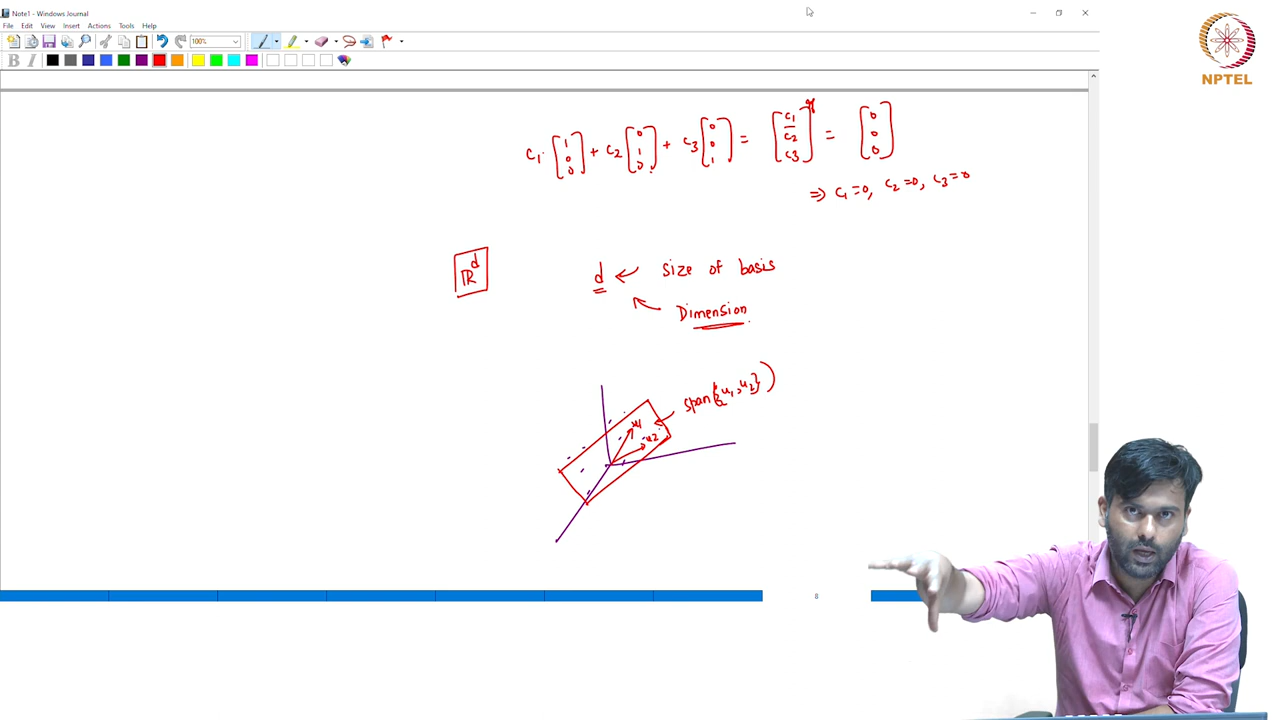 Note1 - Windows Journal
File Edit View Insert Actions Tools Help
100%
B I
NPTEL
c₁ [1 0 0] + c₂ [0 1 0] + c₃ [0 0 1] = [c₁ c₂ c₃] = [0 0 0]
⇒ c₁=0, c₂=0, c₃=0
ℝᵈ
d ← size of basis
Dimension
span({u₁, u₂})
u₁
u₂
8